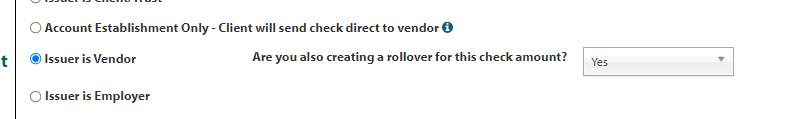 Account Establishment Only - Client will send check direct to vendor
t
Issuer is Vendor Are you also creating a rollover for this check amount? Yes
Issuer is Employer